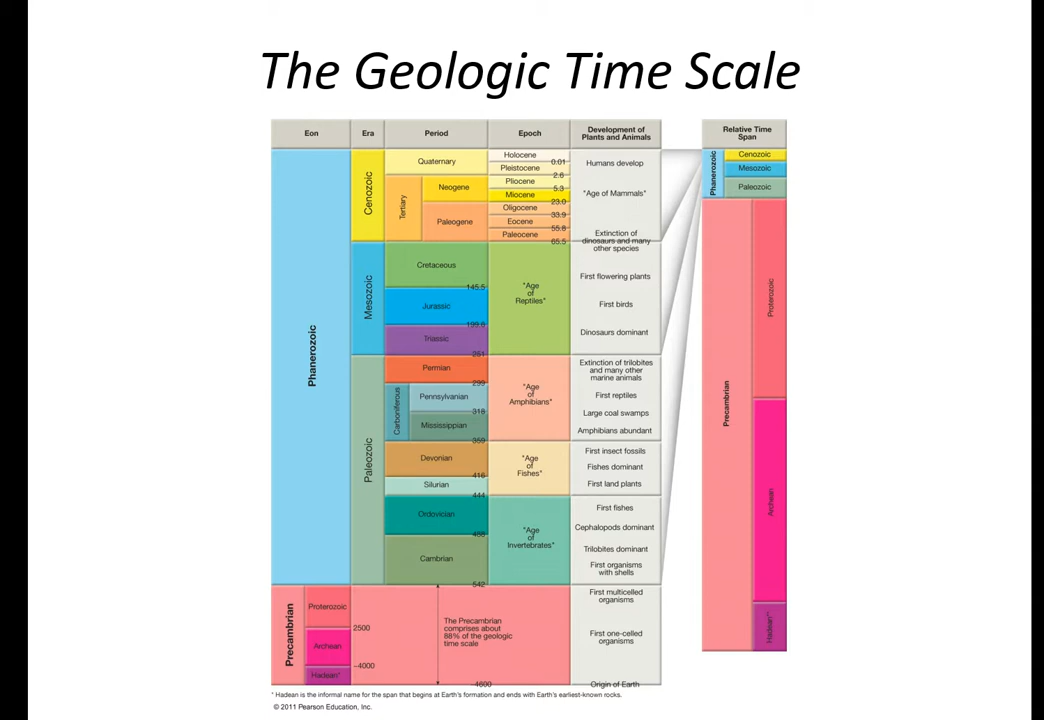 The Geologic Time Scale
Eon
Era
Period
Epoch
Development of
Plants and Animals
Relative Time
Span
Phanerozoic
Cenozoic
Quaternary
Tertiary
Neogene
Paleogene
Holocene
0.01
Pleistocene
2.6
Pliocene
5.3
Miocene
23.0
Oligocene
33.9
Eocene
55.8
Paleocene
65.5
Humans develop
"Age of Mammals"
Extinction of
dinosaurs and many
other species
Mesozoic
Cretaceous
145.5
Jurassic
199.6
Triassic
251
"Age
of
Reptiles"
First flowering plants
First birds
Dinosaurs dominant
Paleozoic
Permian
299
Carboniferous
Pennsylvanian
318
Mississippian
359
"Age
of
Amphibians"
Extinction of trilobites
and many other
marine animals
First reptiles
Large coal swamps
Amphibians abundant
Devonian
416
Silurian
444
"Age
of
Fishes"
First insect fossils
Fishes dominant
First land plants
Ordovician
Cambrian
542
"Age
of
Invertebrates"
First fishes
Cephalopods dominant
Trilobites dominant
First organisms
with shells
Precambrian
Proterozoic
2500
Archean
~4000
Hadean*
The Precambrian
comprises about
88% of the geologic
time scale
4600
First multicelled
organisms
First one-celled
organisms
Origin of Earth
Phanerozoic
Cenozoic
Mesozoic
Paleozoic
Precambrian
Proterozoic
Archean
Hadean*
* Hadean is the informal name for the span that begins at Earth's formation and ends with Earth's earliest-known rocks.
© 2011 Pearson Education, Inc.